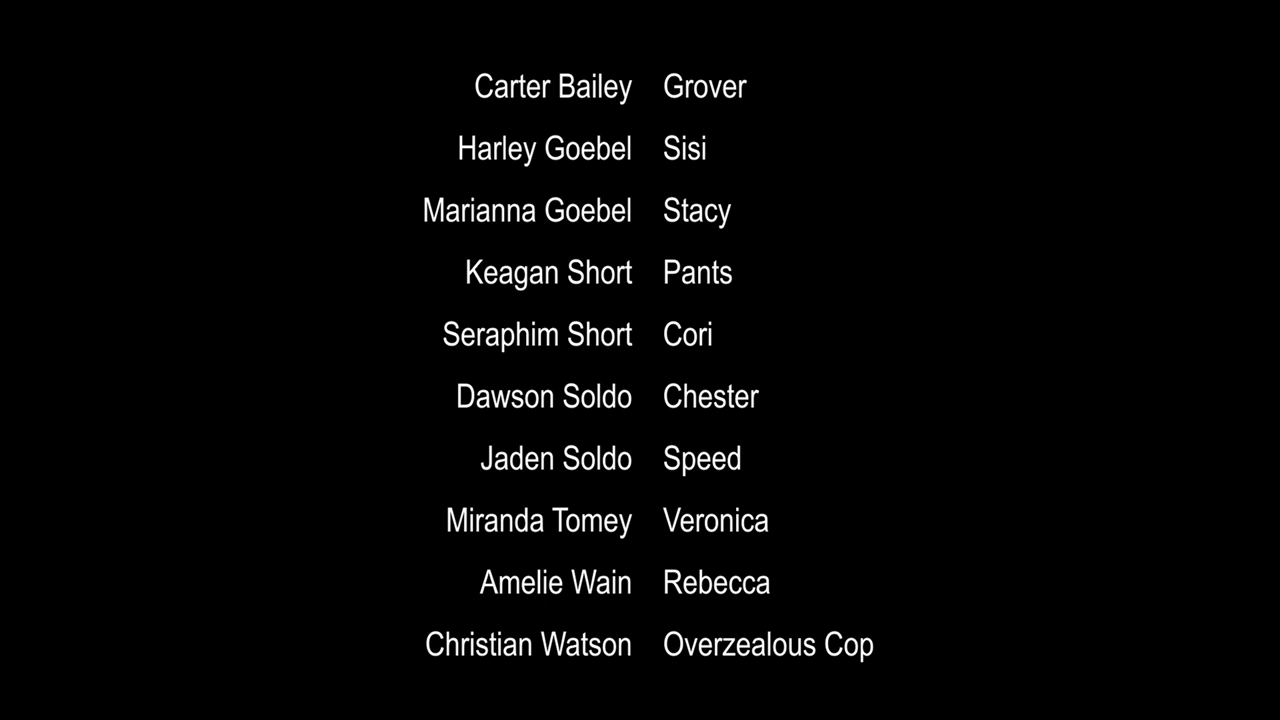 Carter Bailey Grover
Harley Goebel Sisi
Marianna Goebel Stacy
Keagan Short Pants
Seraphim Short Cori
Dawson Soldo Chester
Jaden Soldo Speed
Miranda Tomey Veronica
Amelie Wain Rebecca
Christian Watson Overzealous Cop